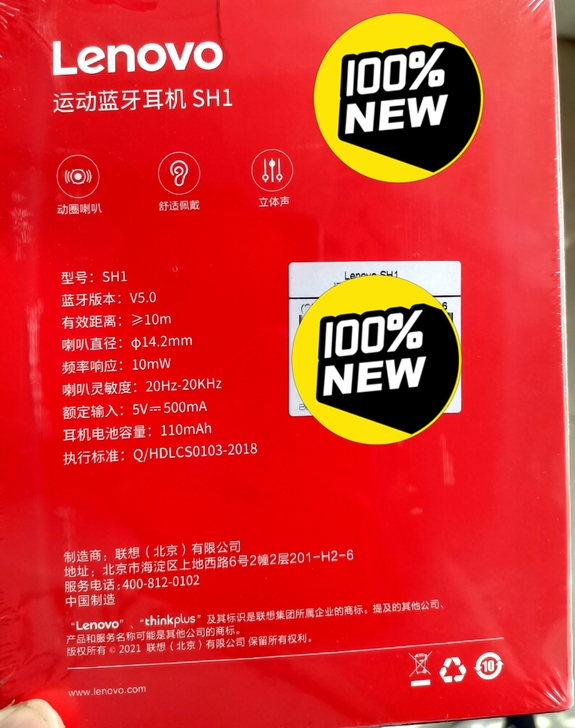 Lenovo
运动蓝牙耳机 SH1
100%
NEW
动圈喇叭
舒适佩戴
立体声
型号：SH1
蓝牙版本：V5.0
有效距离：≥10m
喇叭直径：φ14.2mm
频率响应：10mW
喇叭灵敏度：20Hz-20KHz
额定输入：5V⎓500mA
耳机电池容量：110mAh
执行标准：Q/HDLCS0103-2018
Lenovo SH1
100%
NEW
制造商：联想（北京）有限公司
地址：北京市海淀区上地西路6号2幢2层201-H2-6
服务电话:400-812-0102
中国制造
“Lenovo”、“thinkplus”及其标识是联想集团所属企业的商标。提及的其他公司、
产品和服务名称可能是其他公司的商标。
版权所有 © 2021 联想（北京）有限公司 保留所有权利。
www.lenovo.com
10